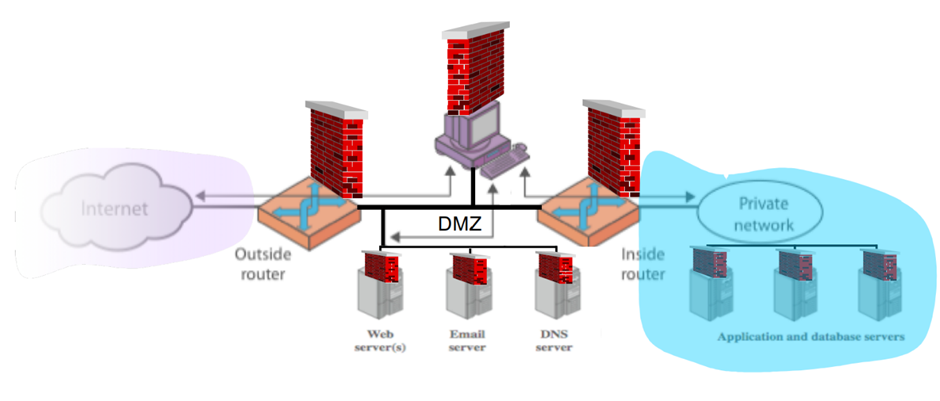 Internet
Outside
router
DMZ
Inside
router
Private
network
Web
server(s)
Email
server
DNS
server
Application and database servers